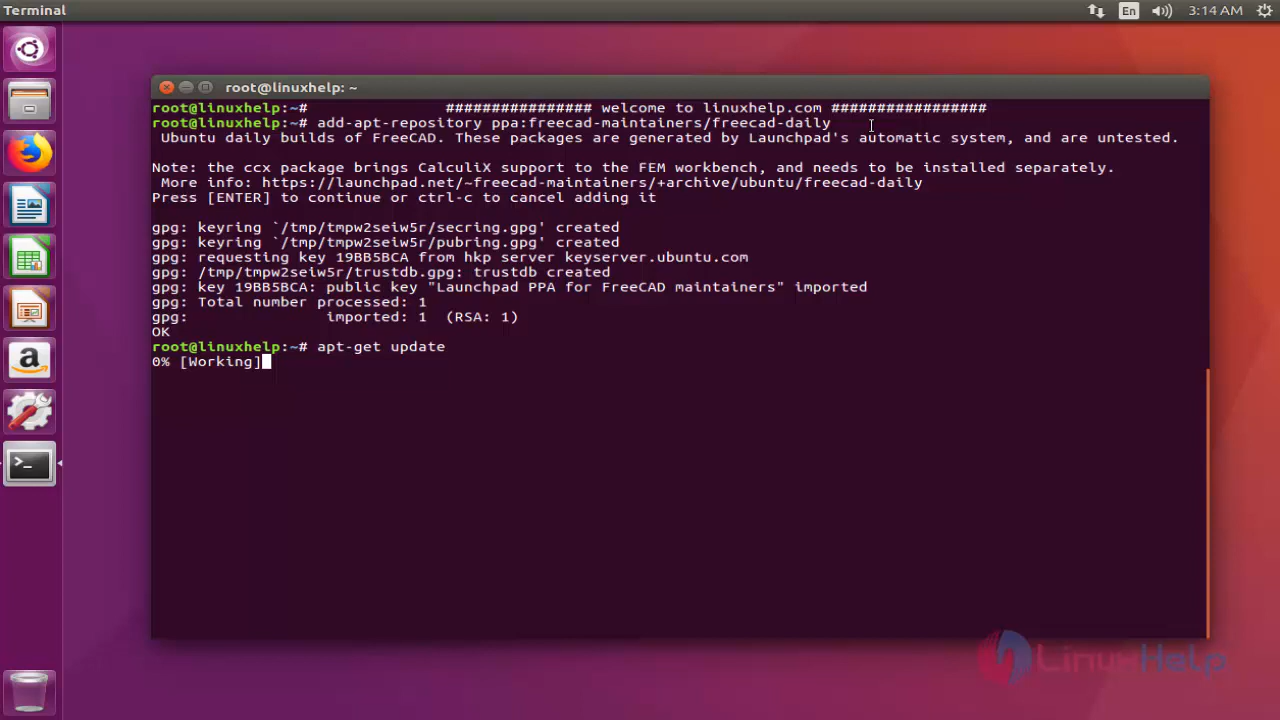 Terminal
En
3:14 AM
root@linuxhelp: ~
root@linuxhelp:~#               ################ welcome to linuxhelp.com #################
root@linuxhelp:~# add-apt-repository ppa:freecad-maintainers/freecad-daily
 Ubuntu daily builds of FreeCAD. These packages are generated by Launchpad's automatic system, and are untested.
Note: the ccx package brings CalculiX support to the FEM workbench, and needs to be installed separately.
 More info: https://launchpad.net/~freecad-maintainers/+archive/ubuntu/freecad-daily
Press [ENTER] to continue or ctrl-c to cancel adding it
gpg: keyring `/tmp/tmpw2seiw5r/secring.gpg' created
gpg: keyring `/tmp/tmpw2seiw5r/pubring.gpg' created
gpg: requesting key 19BB5BCA from hkp server keyserver.ubuntu.com
gpg: /tmp/tmpw2seiw5r/trustdb.gpg: trustdb created
gpg: key 19BB5BCA: public key "Launchpad PPA for FreeCAD maintainers" imported
gpg: Total number processed: 1
gpg:               imported: 1  (RSA: 1)
OK
root@linuxhelp:~# apt-get update
0% [Working]
LinuxHelp